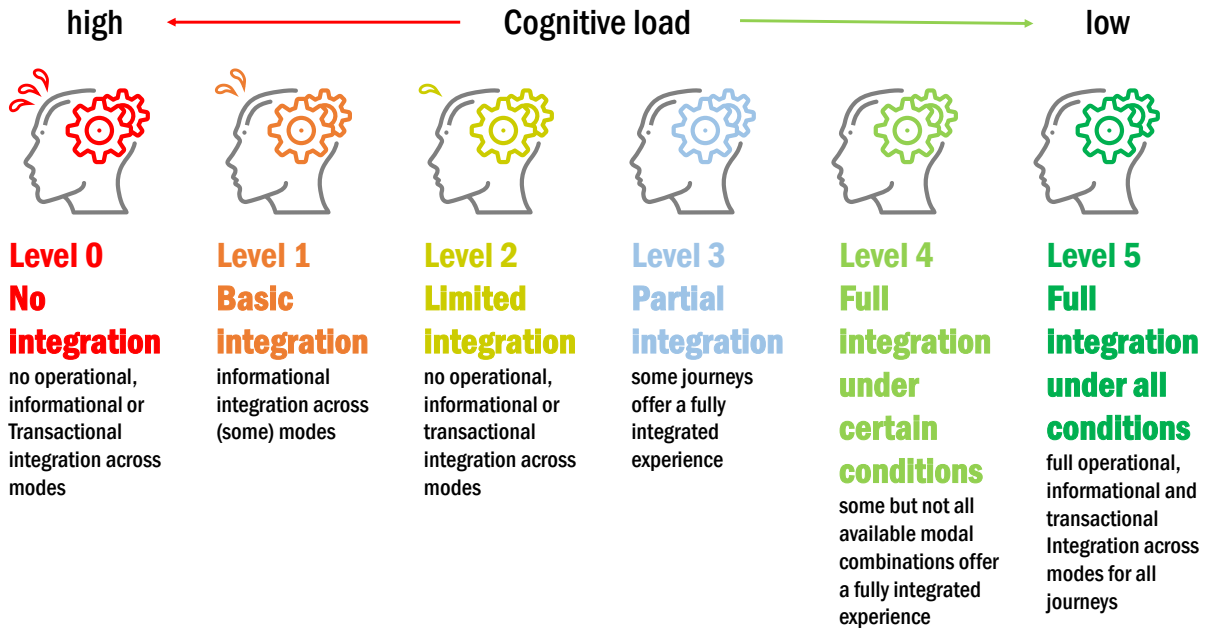 high
Cognitive load
low
Level 0
No
integration
no operational,
informational or
Transactional
integration across
modes
Level 1
Basic
integration
informational
integration across
(some) modes
Level 2
Limited
integration
no operational,
informational or
transactional
integration across
modes
Level 3
Partial
integration
some journeys
offer a fully
integrated
experience
Level 4
Full
integration
under
certain
conditions
some but not all
available modal
combinations offer
a fully integrated
experience
Level 5
Full
integration
under all
conditions
full operational,
informational and
transactional
Integration across
modes for all
journeys